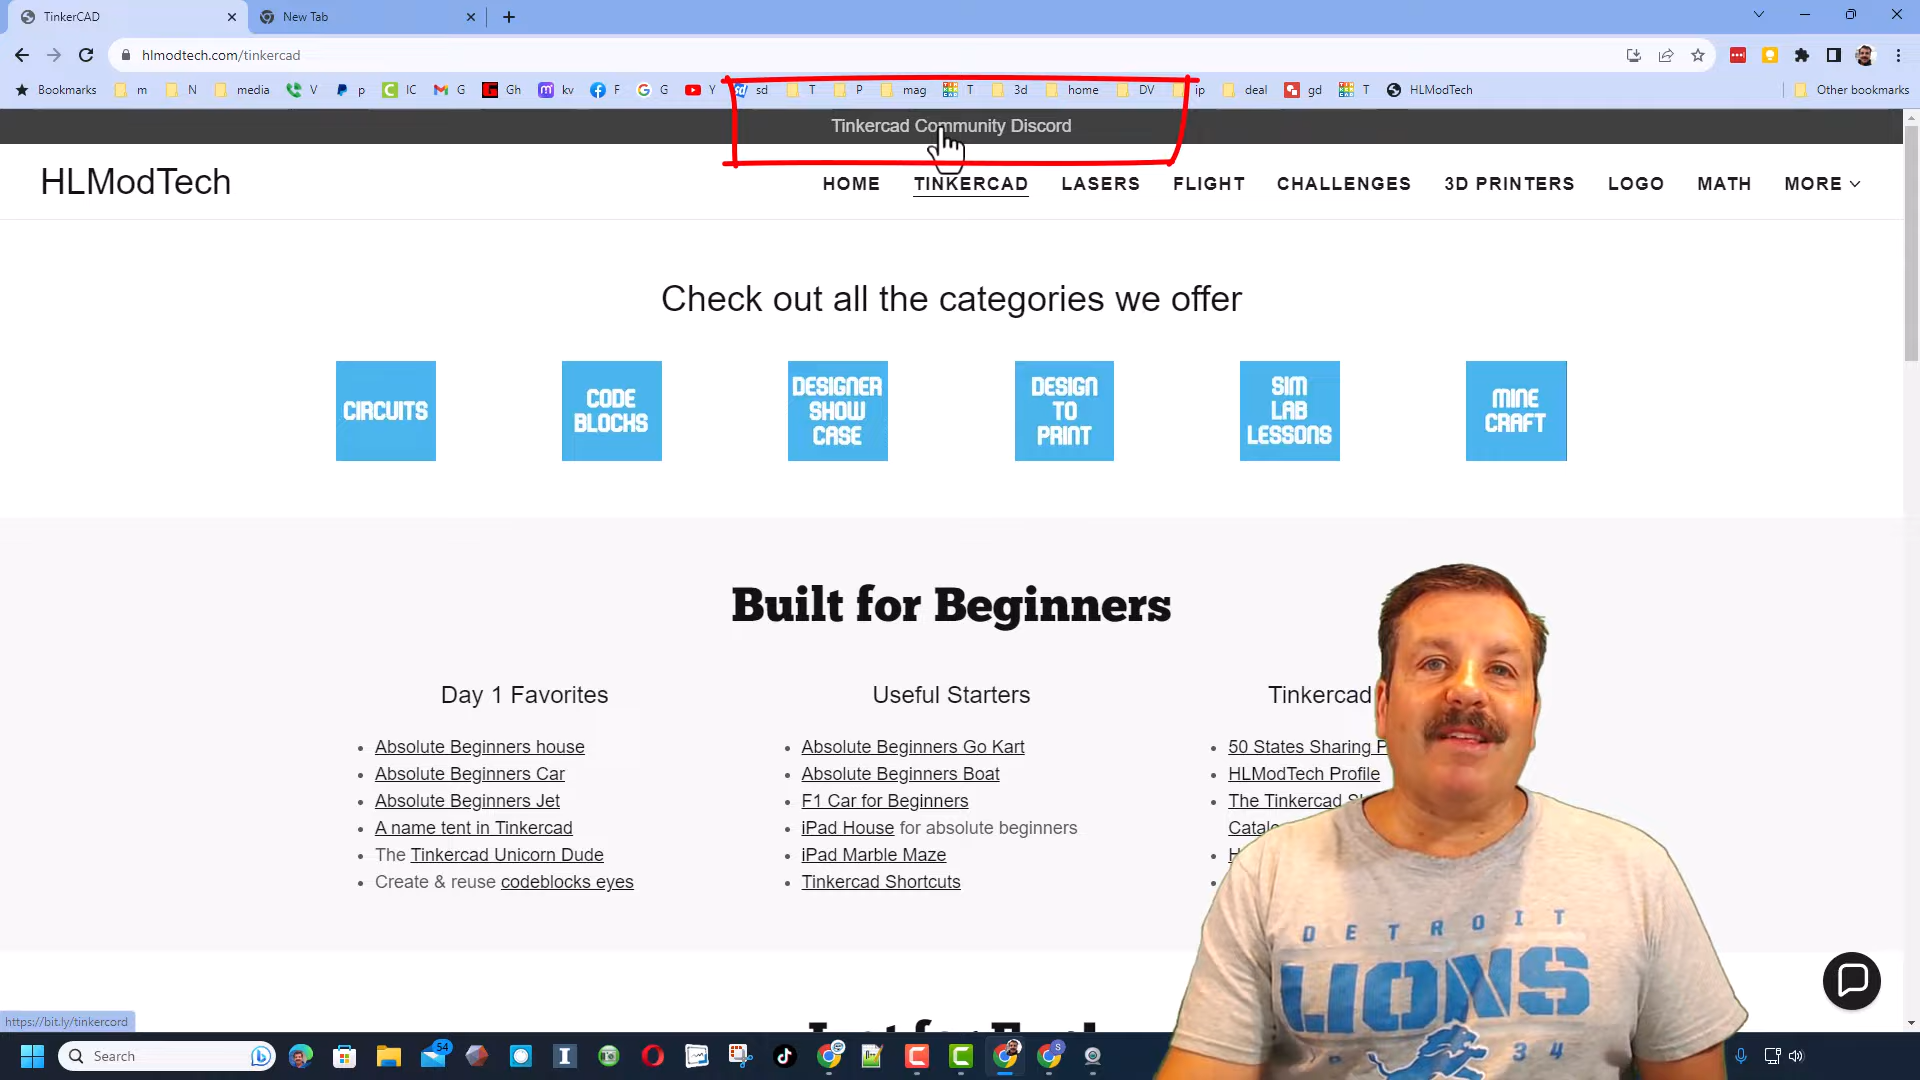 TinkerCAD
New Tab
hlmodtech.com/tinkercad
Bookmarks m N media V p IC G Gh kv F G Y sd T P mag T 3d home DV ip deal gd T HLModTech Other bookmarks
Tinkercad Community Discord
HLModTech
HOME TINKERCAD LASERS FLIGHT CHALLENGES 3D PRINTERS LOGO MATH MORE
Check out all the categories we offer
CIRCUITS
CODE
BLOCKS
DESIGNER
SHOW
CASE
DESIGN
TO
PRINT
SIM
LAB
LESSONS
MINE
CRAFT
Built for Beginners
Day 1 Favorites
Absolute Beginners house
Absolute Beginners Car
Absolute Beginners Jet
A name tent in Tinkercad
The Tinkercad Unicorn Dude
Create & reuse codeblocks eyes
Useful Starters
Absolute Beginners Go Kart
Absolute Beginners Boat
F1 Car for Beginners
iPad House for absolute beginners
iPad Marble Maze
Tinkercad Shortcuts
Tinkercad
50 States Sharing
HLModTech Profile
The Tinkercad
DETROIT
LIONS
34
https://bit.ly/tinkercord
Just for Fun!
Search
54